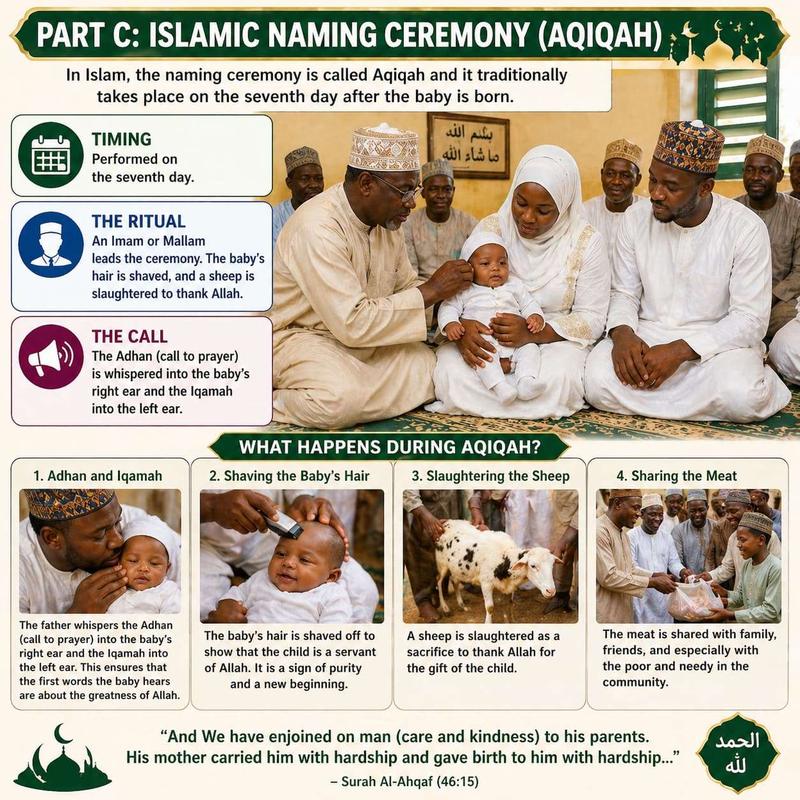 PART C: ISLAMIC NAMING CEREMONY (AQIQAH)
In Islam, the naming ceremony is called Aqiqah and it traditionally
takes place on the seventh day after the baby is born.
TIMING
Performed on
the seventh day.
THE RITUAL
An Imam or Mallam
leads the ceremony. The baby's
hair is shaved, and a sheep is
slaughtered to thank Allah.
THE CALL
The Adhan (call to prayer)
is whispered into the baby's
right ear and the Iqamah
into the left ear.
الله
ما شاء الله
WHAT HAPPENS DURING AQIQAH?
1. Adhan and Iqamah
The father whispers the Adhan
(call to prayer) into the baby's
right ear and the Iqamah into
the left ear. This ensures that
the first words the baby hears
are about the greatness of Allah.
2. Shaving the Baby's Hair
The baby's hair is shaved off to
show that the child is a servant
of Allah. It is a sign of purity
and a new beginning.
3. Slaughtering the Sheep
A sheep is slaughtered as a
sacrifice to thank Allah for
the gift of the child.
4. Sharing the Meat
The meat is shared with family,
friends, and especially with
the poor and needy in the
community.
"And We have enjoined on man (care and kindness) to his parents.
His mother carried him with hardship and gave birth to him with hardship..."
– Surah Al-Ahqaf (46:15)
الحمد
لله